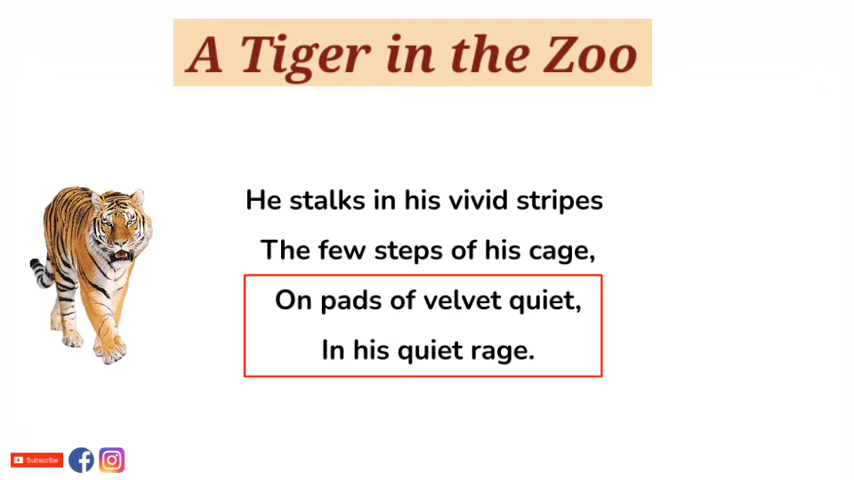 A Tiger in the Zoo
He stalks in his vivid stripes
The few steps of his cage,
On pads of velvet quiet,
In his quiet rage.
Subscribe